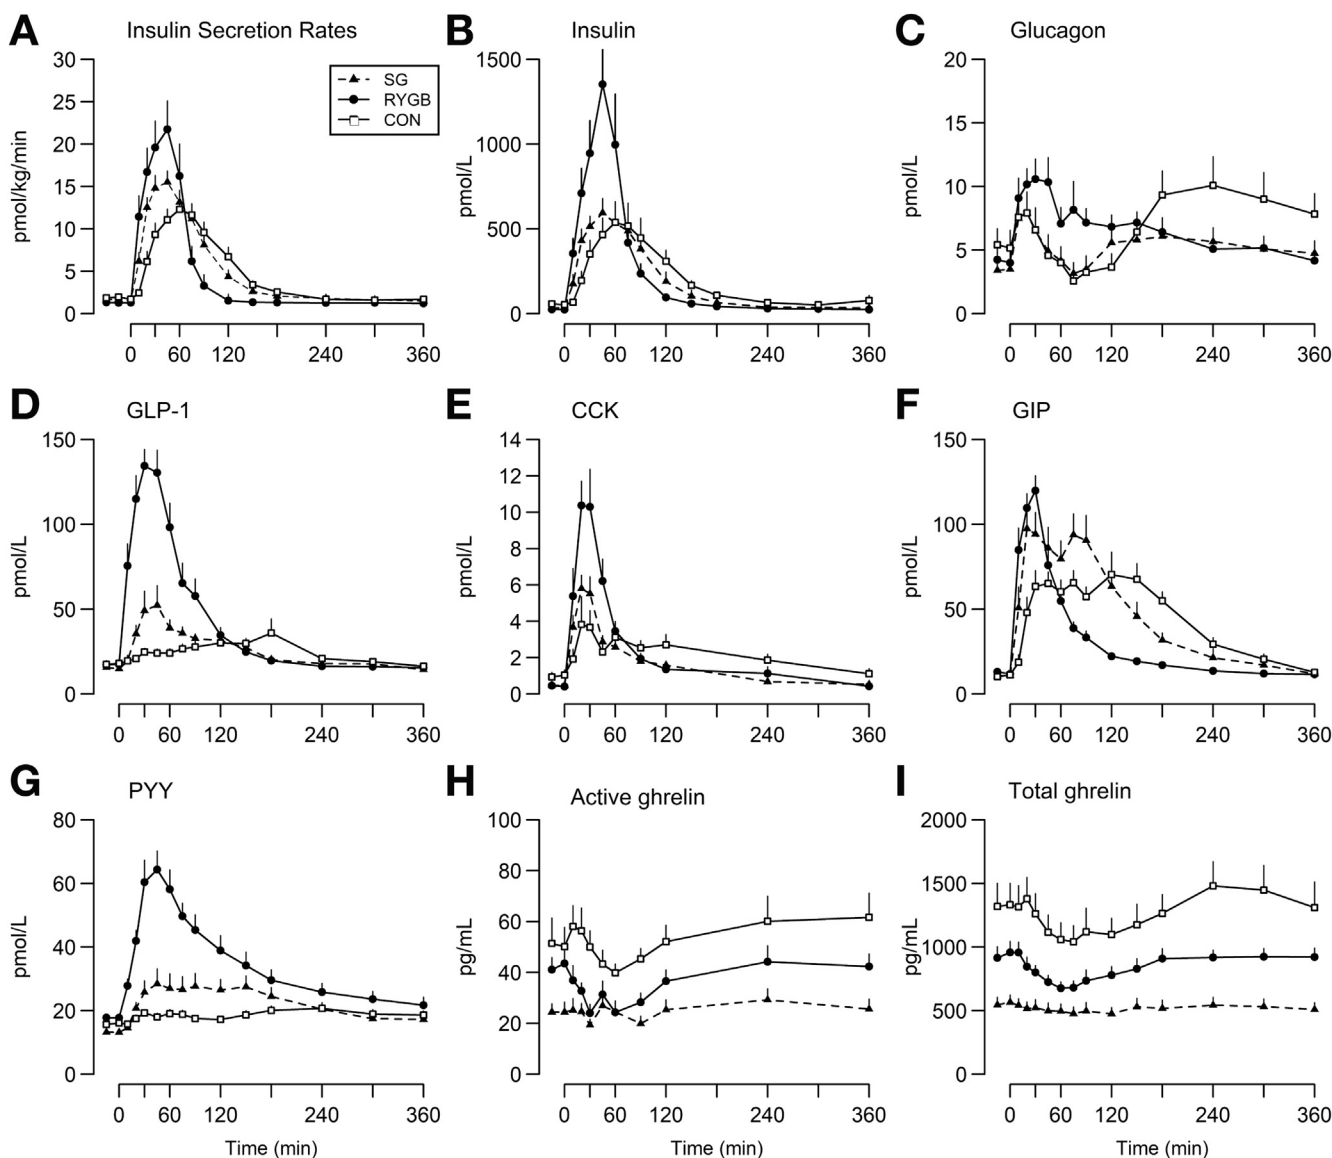 A Insulin Secretion Rates
30
25
20
15
10
5
0
pmol/kg/min
SG
RYGB
CON
0 60 120 240 360
B Insulin
1500
1000
500
0
pmol/L
0 60 120 240 360
C Glucagon
20
15
10
5
0
pmol/L
0 60 120 240 360
D GLP-1
150
100
50
0
pmol/L
0 60 120 240 360
E CCK
14
12
10
8
6
4
2
0
pmol/L
0 60 120 240 360
F GIP
150
100
50
0
pmol/L
0 60 120 240 360
G PYY
80
60
40
20
0
pmol/L
0 60 120 240 360
Time (min)
H Active ghrelin
100
80
60
40
20
0
pg/mL
0 60 120 240 360
Time (min)
I Total ghrelin
2000
1500
1000
500
0
pg/mL
0 60 120 240 360
Time (min)